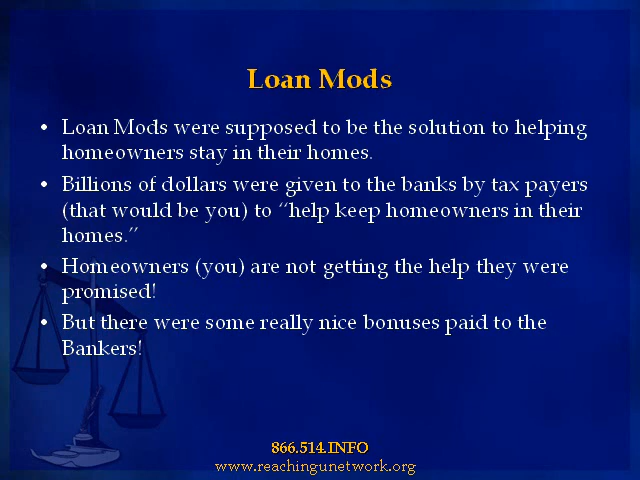 Loan Mods
• Loan Mods were supposed to be the solution to helping
homeowners stay in their homes.
• Billions of dollars were given to the banks by tax payers
(that would be you) to “help keep homeowners in their
homes.”
• Homeowners (you) are not getting the help they were
promised!
• But there were some really nice bonuses paid to the
Bankers!
866.514.INFO
www.reachingunetwork.org